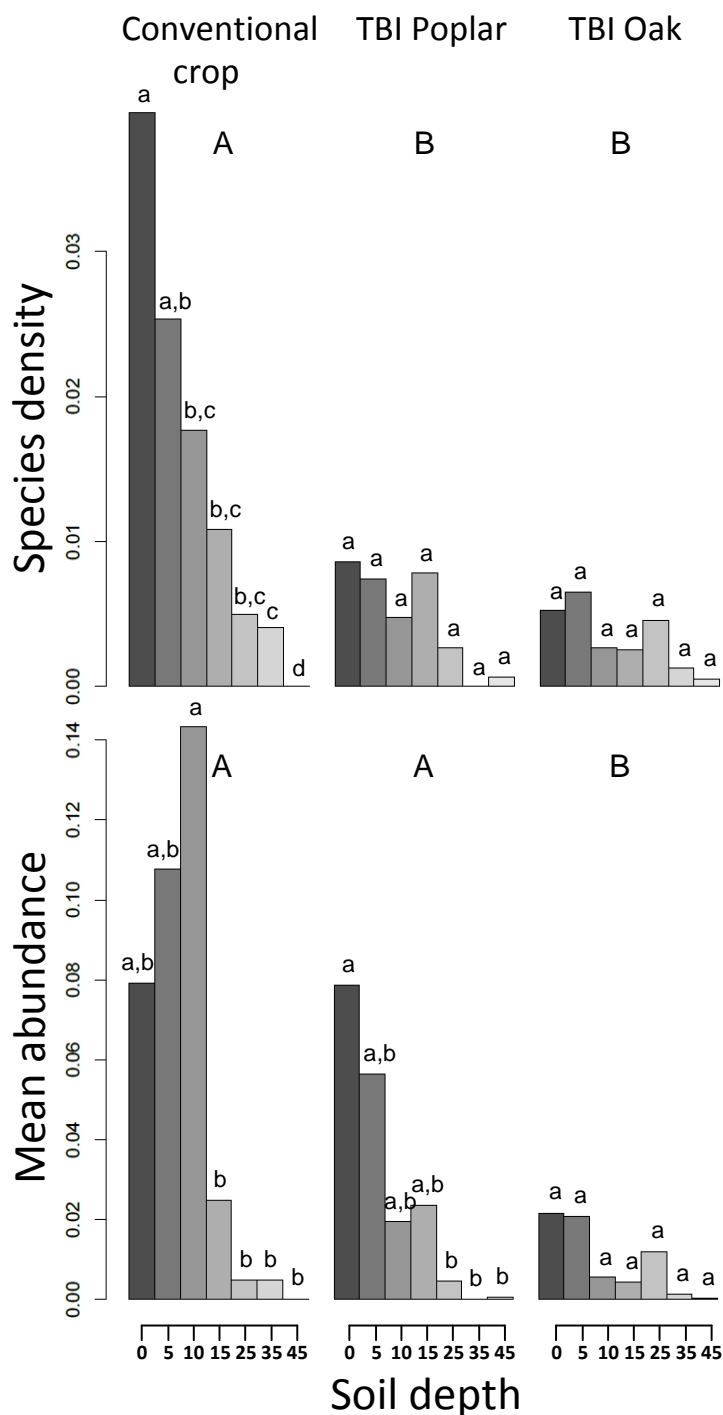 Conventional crop
TBI Poplar
TBI Oak
Species density
0.03
0.02
0.01
0.00
A
a
a,b
b,c
b,c
b,c
c
d
B
a
a
a
a
a
a
a
B
a
a
a
a
a
a
a
Mean abundance
0.14
0.12
0.10
0.08
0.06
0.04
0.02
0.00
A
a,b
a,b
a
b
b
b
b
A
a
a,b
a,b
a,b
b
b
b
B
a
a
a
a
a
a
a
0 5 10 15 25 35 45
0 5 10 15 25 35 45
0 5 10 15 25 35 45
Soil depth